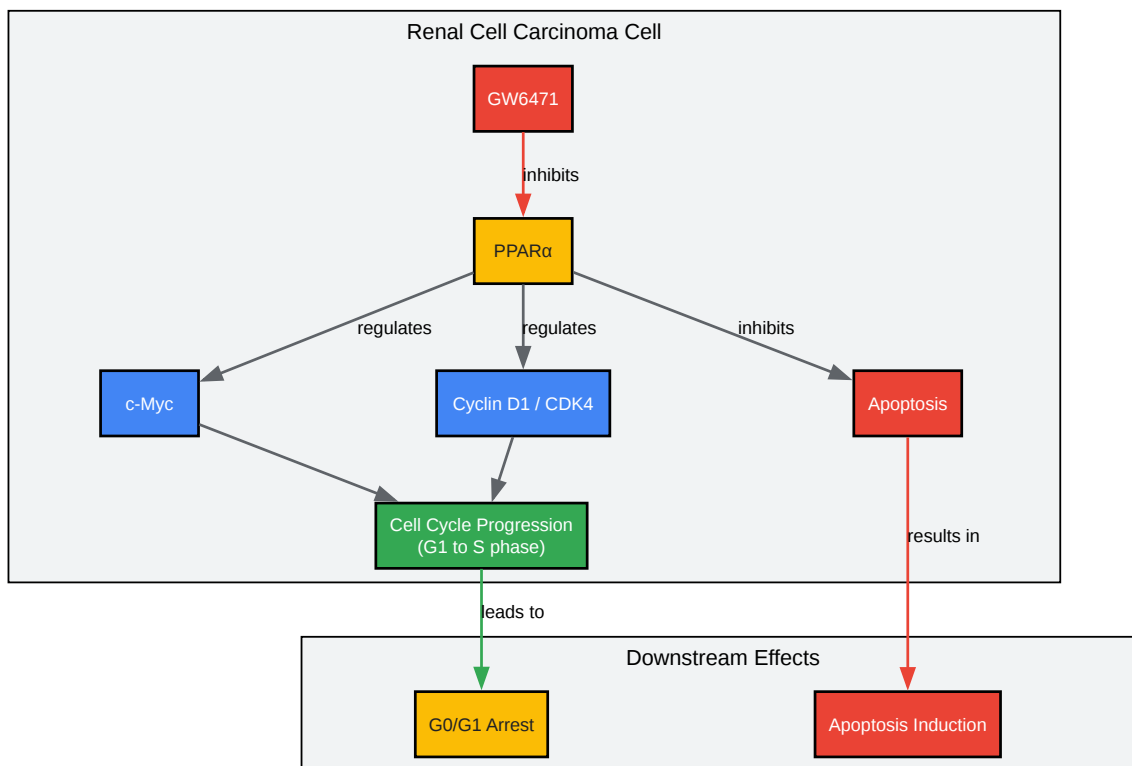 Renal Cell Carcinoma Cell
GW6471
inhibits
PPARα
regulates
regulates
inhibits
c-Myc
Cyclin D1 / CDK4
Apoptosis
Cell Cycle Progression
(G1 to S phase)
results in
leads to
Downstream Effects
G0/G1 Arrest
Apoptosis Induction